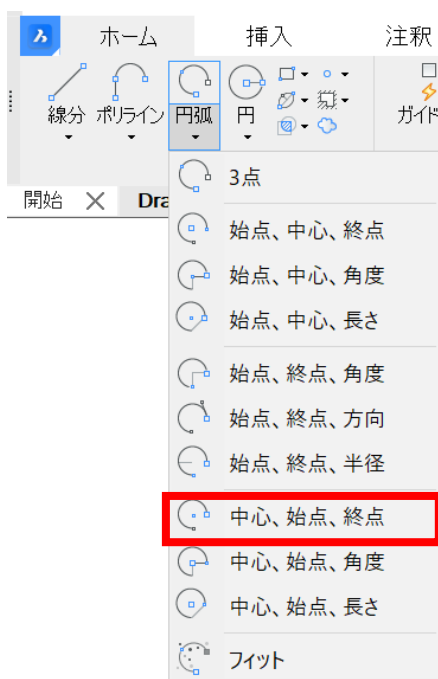 ホーム 挿入 注釈
線分 ポリライン 円弧 円 ガイド
3点
開始 Dra
始点、中心、終点
始点、中心、角度
始点、中心、長さ
始点、終点、角度
始点、終点、方向
始点、終点、半径
中心、始点、終点
中心、始点、角度
中心、始点、長さ
フィット